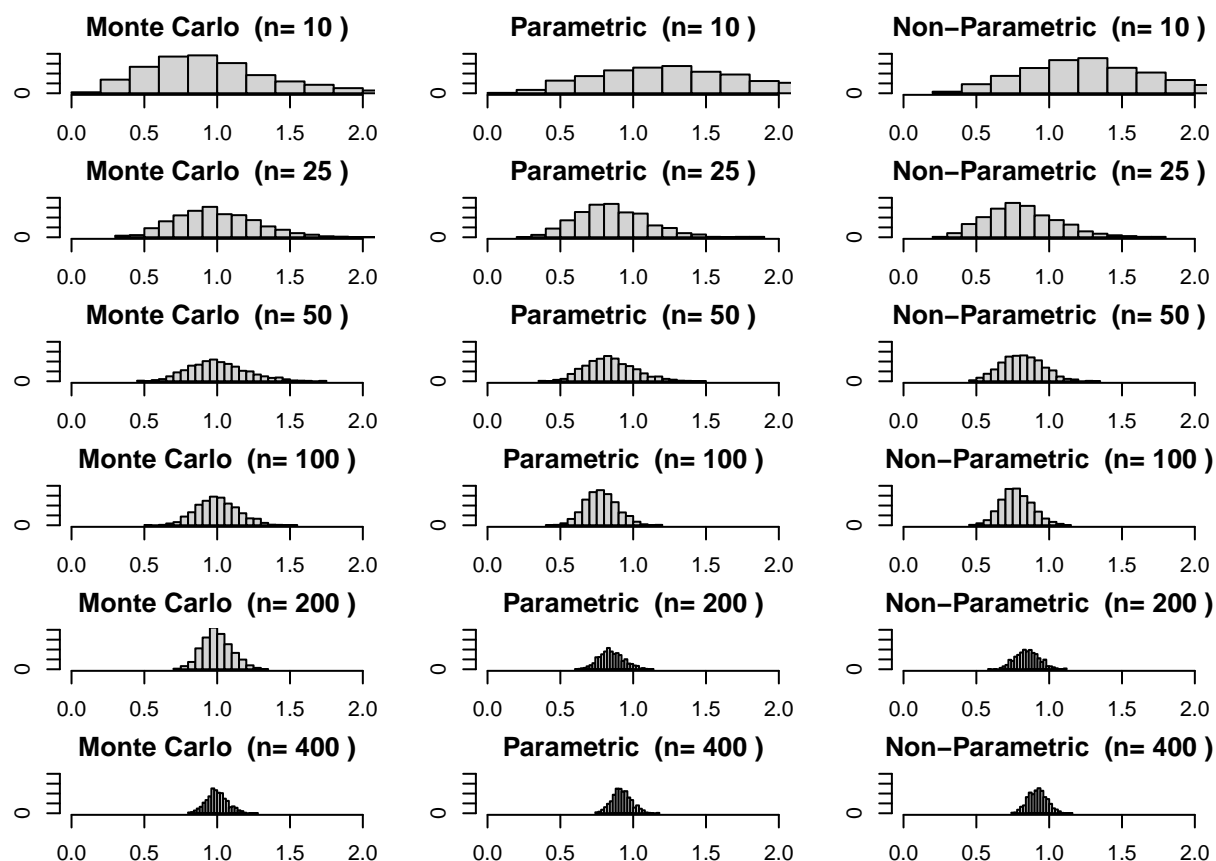 Monte Carlo (n= 10 ) Parametric (n= 10 ) Non−Parametric (n= 10 )
0 0 0
0.0 0.5 1.0 1.5 2.0 0.0 0.5 1.0 1.5 2.0 0.0 0.5 1.0 1.5 2.0
Monte Carlo (n= 25 ) Parametric (n= 25 ) Non−Parametric (n= 25 )
0 0 0
0.0 0.5 1.0 1.5 2.0 0.0 0.5 1.0 1.5 2.0 0.0 0.5 1.0 1.5 2.0
Monte Carlo (n= 50 ) Parametric (n= 50 ) Non−Parametric (n= 50 )
0 0 0
0.0 0.5 1.0 1.5 2.0 0.0 0.5 1.0 1.5 2.0 0.0 0.5 1.0 1.5 2.0
Monte Carlo (n= 100 ) Parametric (n= 100 ) Non−Parametric (n= 100 )
0 0 0
0.0 0.5 1.0 1.5 2.0 0.0 0.5 1.0 1.5 2.0 0.0 0.5 1.0 1.5 2.0
Monte Carlo (n= 200 ) Parametric (n= 200 ) Non−Parametric (n= 200 )
0 0 0
0.0 0.5 1.0 1.5 2.0 0.0 0.5 1.0 1.5 2.0 0.0 0.5 1.0 1.5 2.0
Monte Carlo (n= 400 ) Parametric (n= 400 ) Non−Parametric (n= 400 )
0 0 0
0.0 0.5 1.0 1.5 2.0 0.0 0.5 1.0 1.5 2.0 0.0 0.5 1.0 1.5 2.0